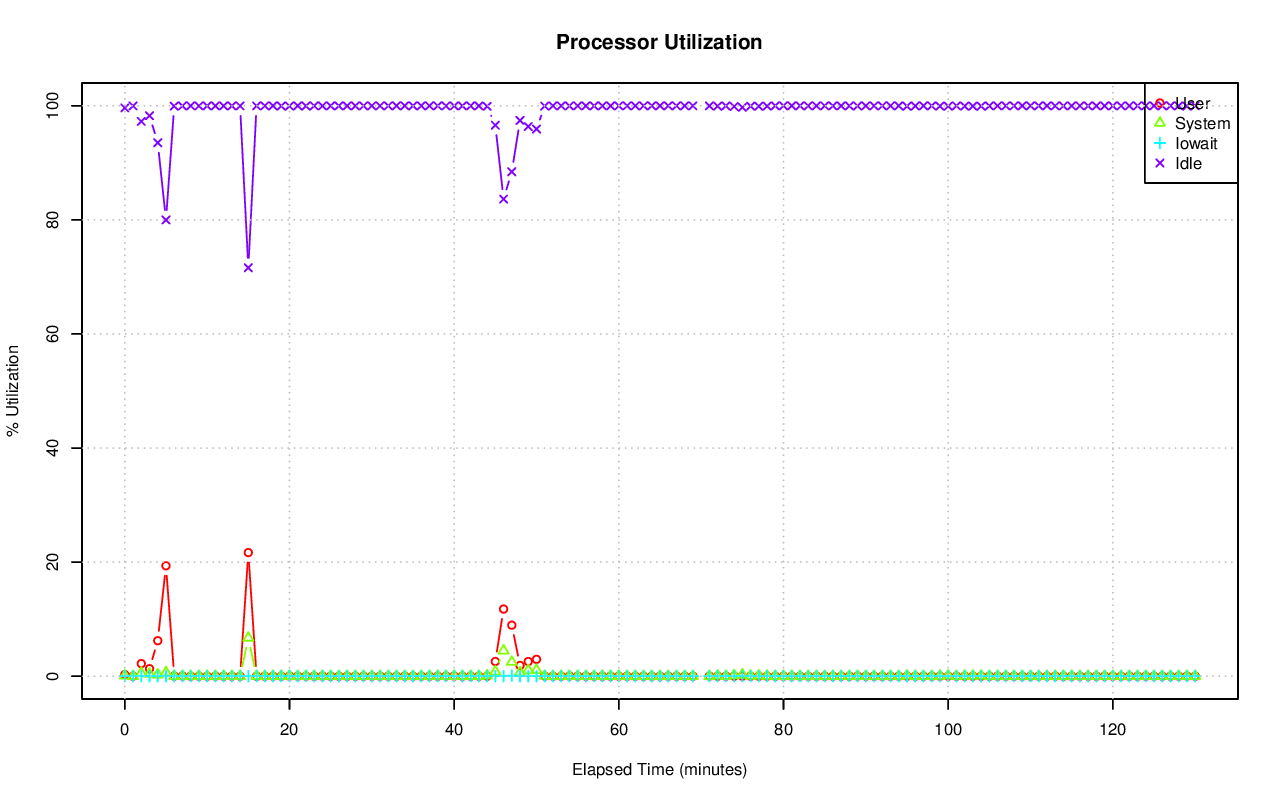 Processor Utilization
% Utilization
100
80
60
40
20
0
User
System
Iowait
Idle
0 20 40 60 80 100 120
Elapsed Time (minutes)